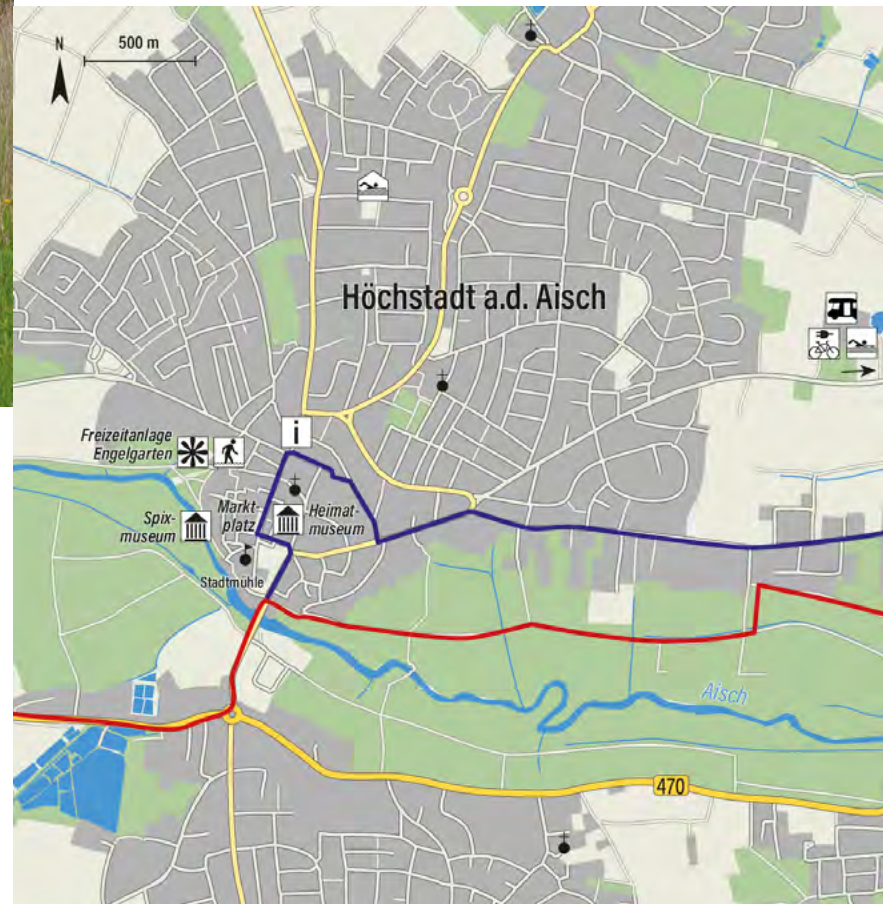 N
500 m
Höchstadt a.d. Aisch
i
Freizeitanlage
Engelgarten
Markt-
platz
Heimat-
museum
Spix-
museum
Stadtmühle
Aisch
470